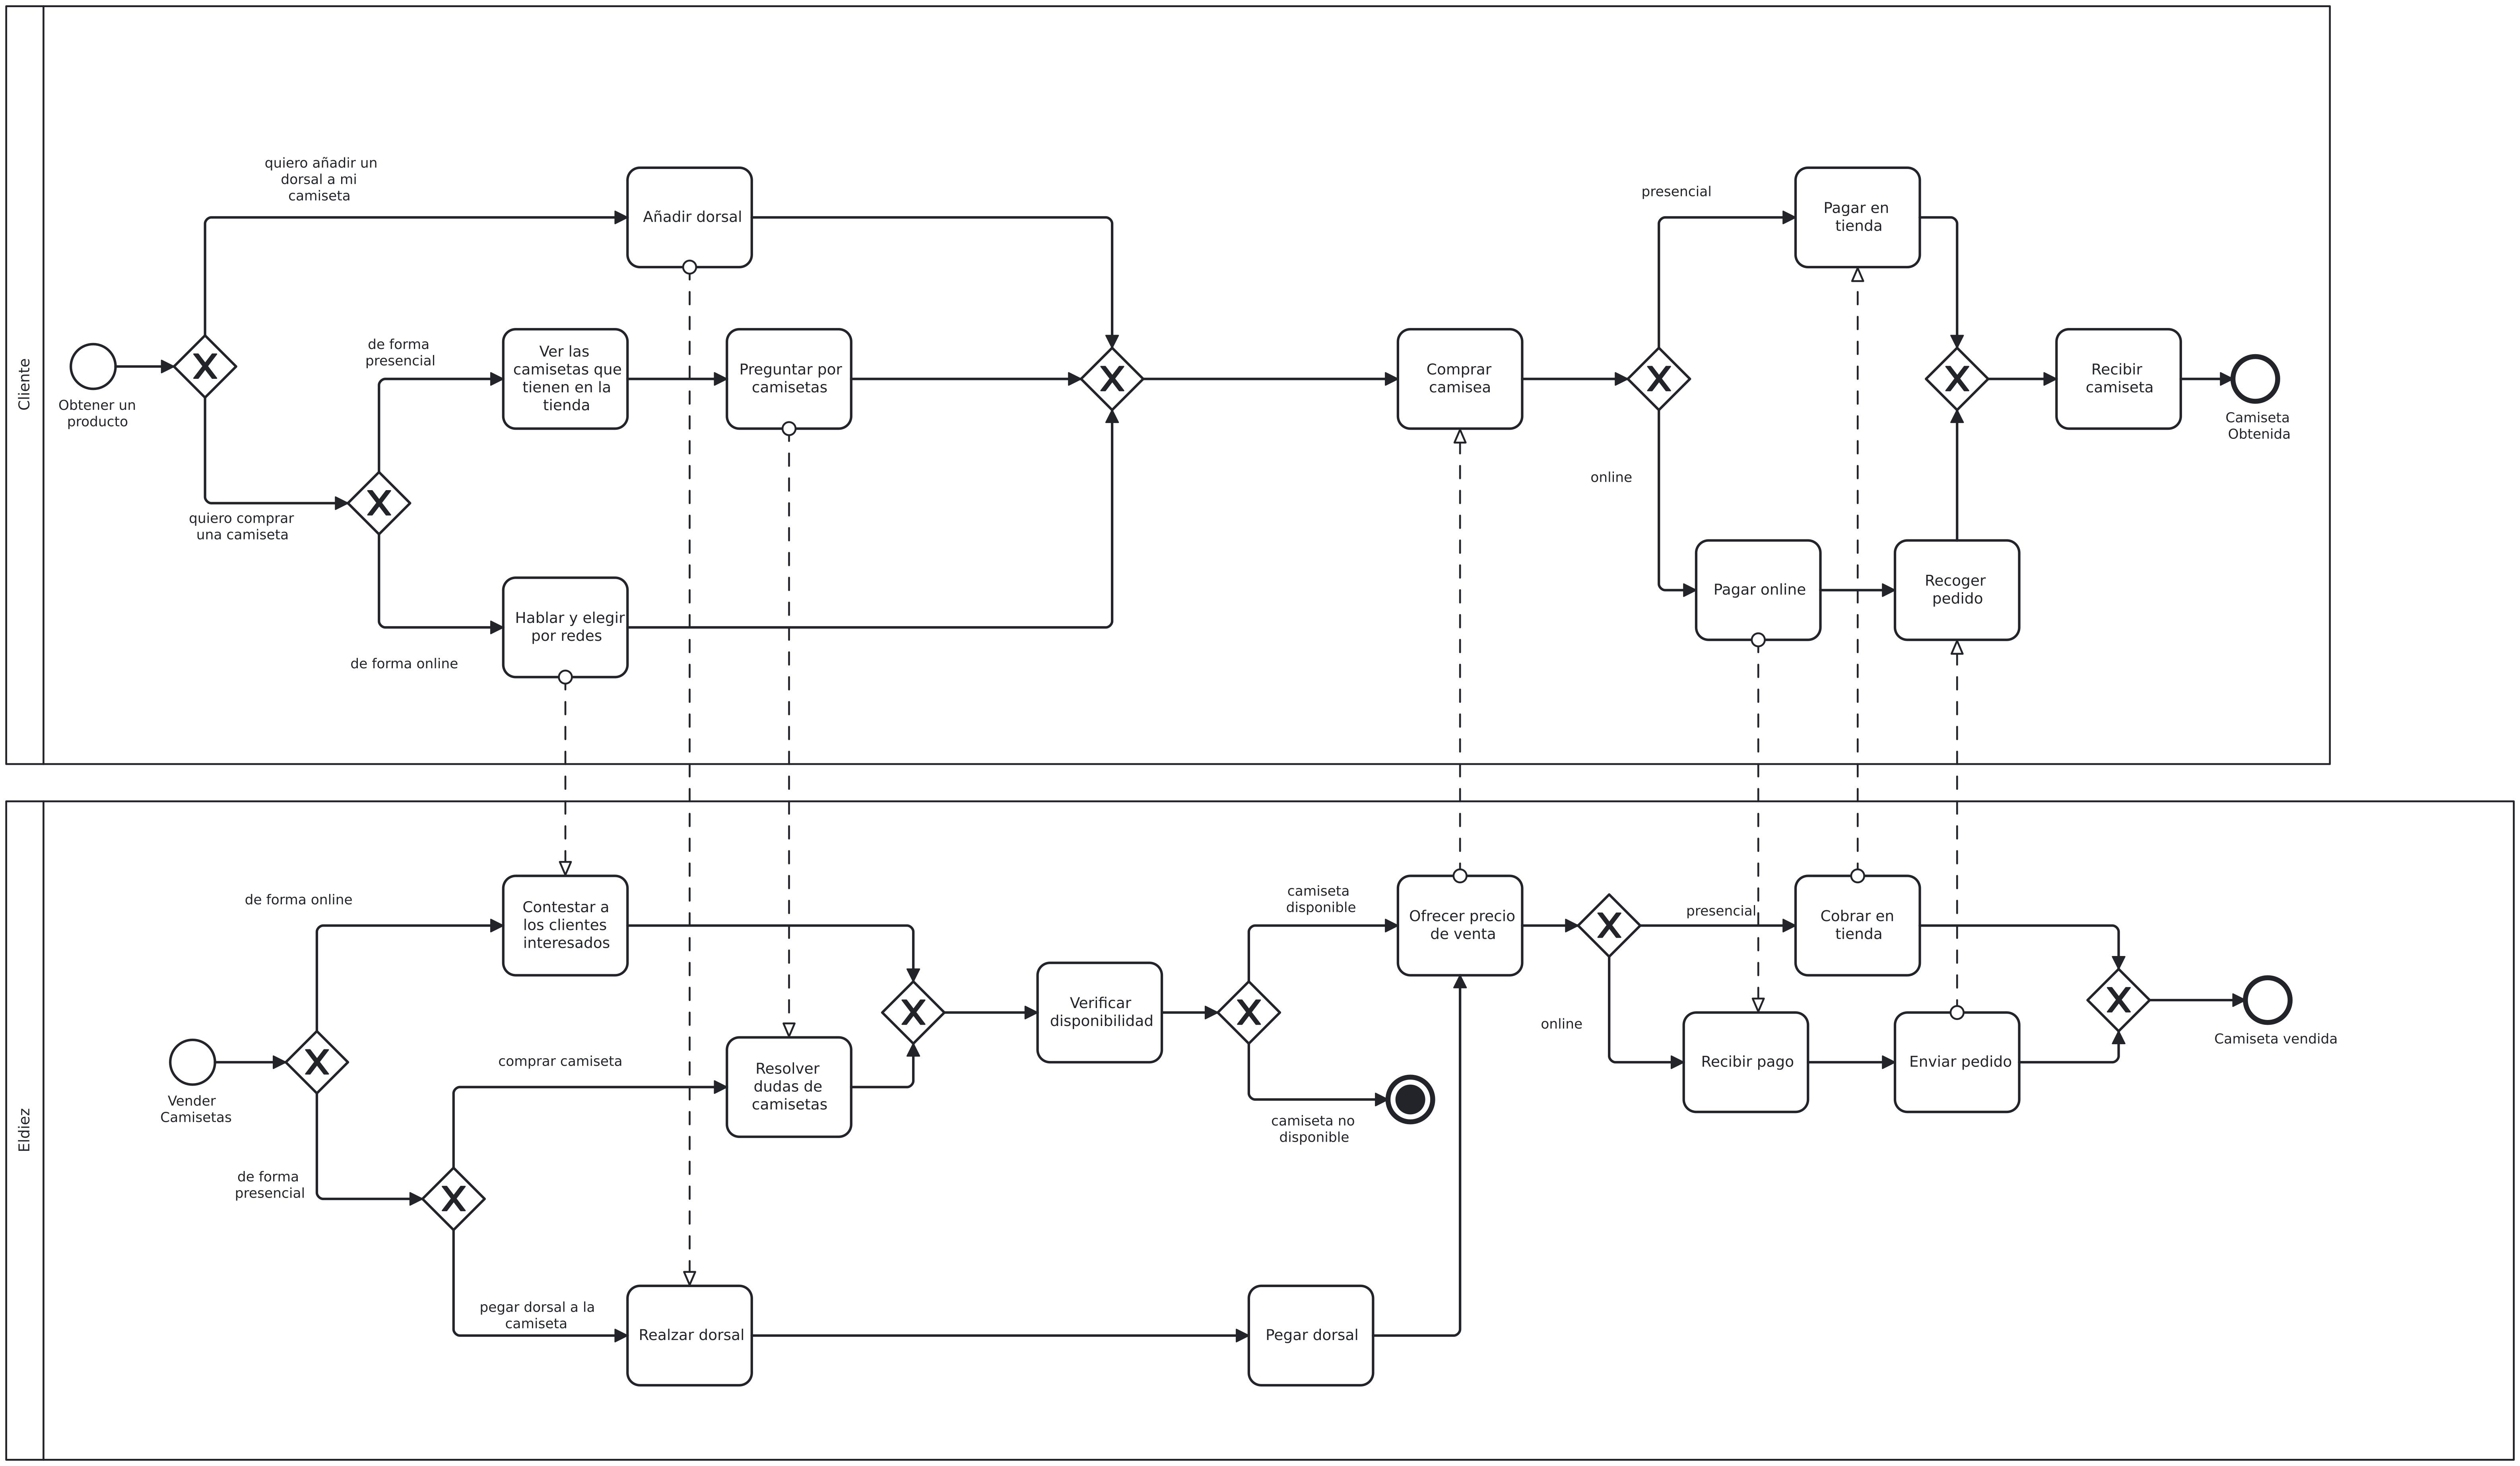 Cliente
Obtener un
producto
quiero añadir un
dorsal a mi
camiseta
quiero comprar
una camiseta
de forma
presencial
de forma online
Añadir dorsal
Ver las
camisetas que
tienen en la
tienda
Preguntar por
camisetas
Hablar y elegir
por redes
Comprar
camisea
presencial
online
Pagar en
tienda
Pagar online
Recoger
pedido
Recibir
camiseta
Camiseta
Obtenida
Eldiez
Vender
Camisetas
de forma online
de forma
presencial
Contestar a
los clientes
interesados
comprar camiseta
pegar dorsal a la
camiseta
Resolver
dudas de
camisetas
Realzar dorsal
Verificar
disponibilidad
camiseta
disponible
camiseta no
disponible
Pegar dorsal
Ofrecer precio
de venta
presencial
online
Cobrar en
tienda
Recibir pago
Enviar pedido
Camiseta vendida